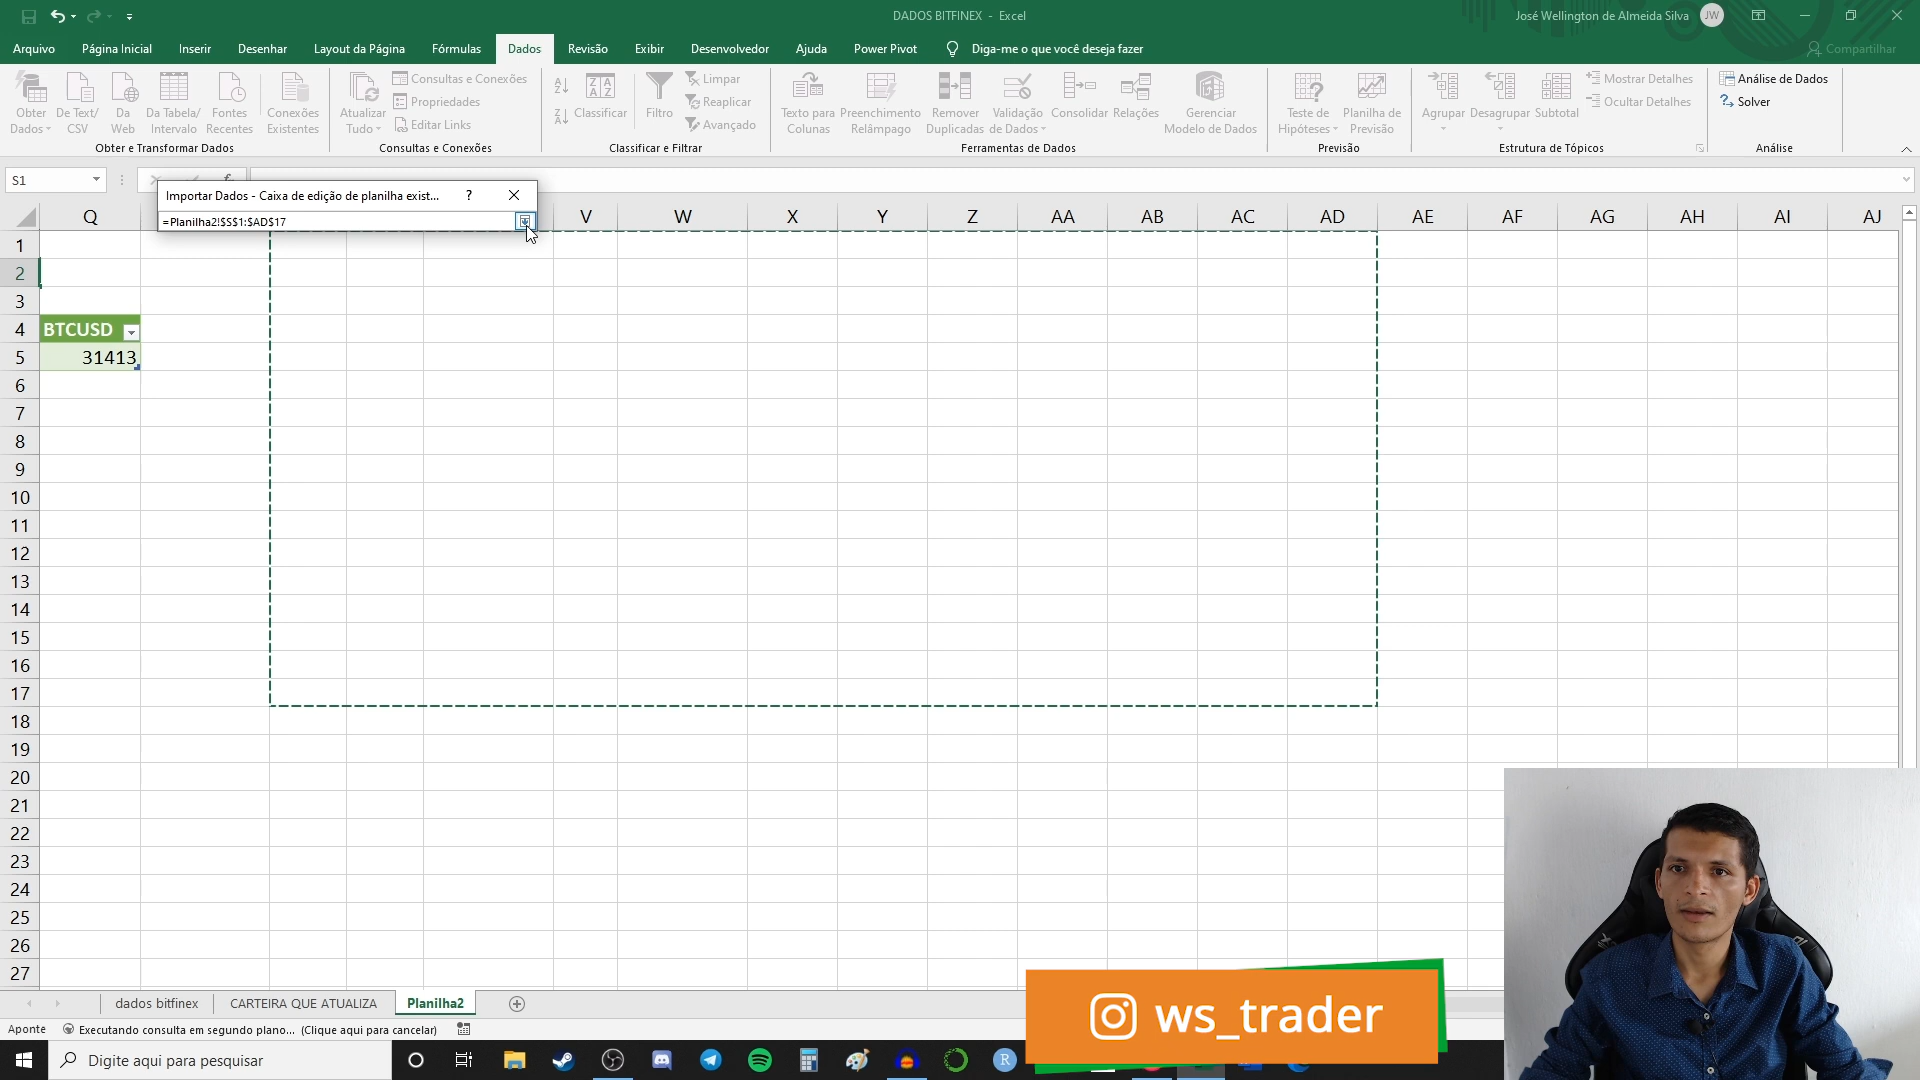 DADOS BITFINEX - Excel
José Wellington de Almeida Silva JW
Arquivo Página Inicial Inserir Desenhar Layout da Página Fórmulas Dados Revisão Exibir Desenvolvedor Ajuda Power Pivot Diga-me o que você deseja fazer Compartilhar
Obter Dados
De Text/CSV
Da Web
Da Tabela/Intervalo
Fontes Recentes
Conexões Existentes
Obter e Transformar Dados
Atualizar Tudo
Consultas e Conexões
Propriedades
Editar Links
Consultas e Conexões
Classificar
Filtro
Limpar
Reaplicar
Avançado
Classificar e Filtrar
Texto para Colunas
Preenchimento Relâmpago
Remover Duplicadas
Validação de Dados
Consolidar
Relações
Gerenciar Modelo de Dados
Ferramentas de Dados
Teste de Hipóteses
Planilha de Previsão
Previsão
Agrupar
Desagrupar
Subtotal
Mostrar Detalhes
Ocultar Detalhes
Estrutura de Tópicos
Análise de Dados
Solver
Análise
S1
Importar Dados - Caixa de edição de planilha exist... ?
=Planilha2!$S$1:$AD$17
Q V W X Y Z AA AB AC AD AE AF AG AH AI AJ
1
2
3
4 BTCUSD
5 31413
6
7
8
9
10
11
12
13
14
15
16
17
18
19
20
21
22
23
24
25
26
27
dados bitfinex CARTEIRA QUE ATUALIZA Planilha2
Aponte Executando consulta em segundo plano... (Clique aqui para cancelar)
ws_trader
Digite aqui para pesquisar
R